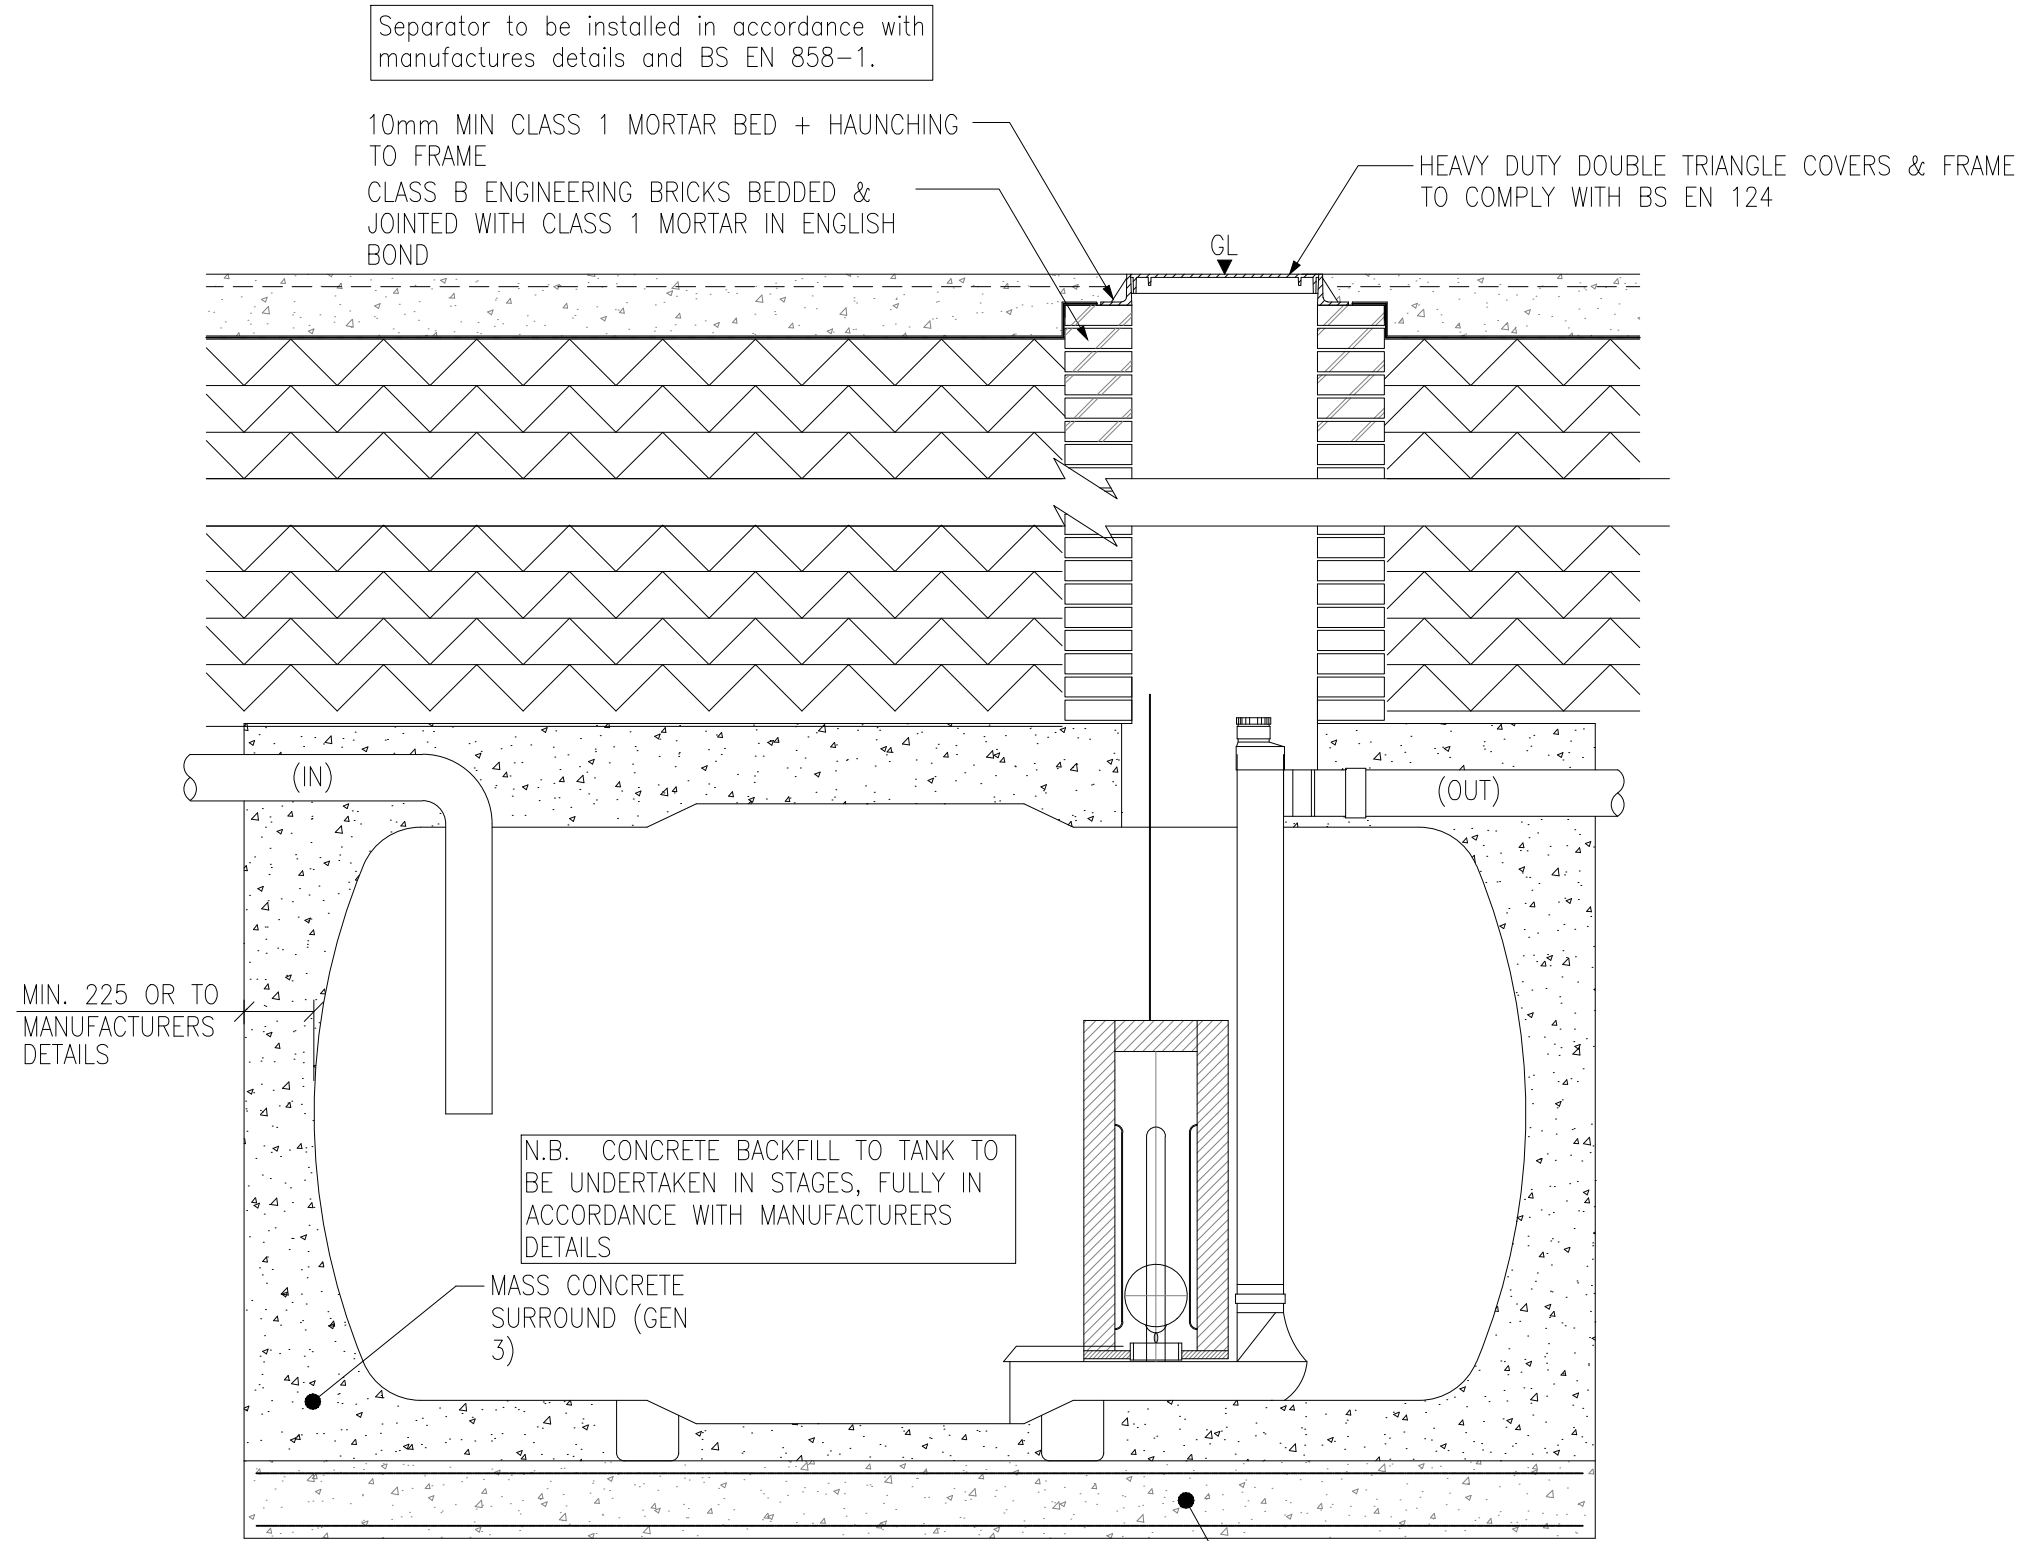 Separator to be installed in accordance with
manufactures details and BS EN 858-1.
10mm MIN CLASS 1 MORTAR BED + HAUNCHING
TO FRAME
CLASS B ENGINEERING BRICKS BEDDED &
JOINTED WITH CLASS 1 MORTAR IN ENGLISH
BOND
HEAVY DUTY DOUBLE TRIANGLE COVERS & FRAME
TO COMPLY WITH BS EN 124
GL
(IN)
(OUT)
MIN. 225 OR TO
MANUFACTURERS
DETAILS
N.B. CONCRETE BACKFILL TO TANK TO
BE UNDERTAKEN IN STAGES, FULLY IN
ACCORDANCE WITH MANUFACTURERS
DETAILS
MASS CONCRETE
SURROUND (GEN
3)